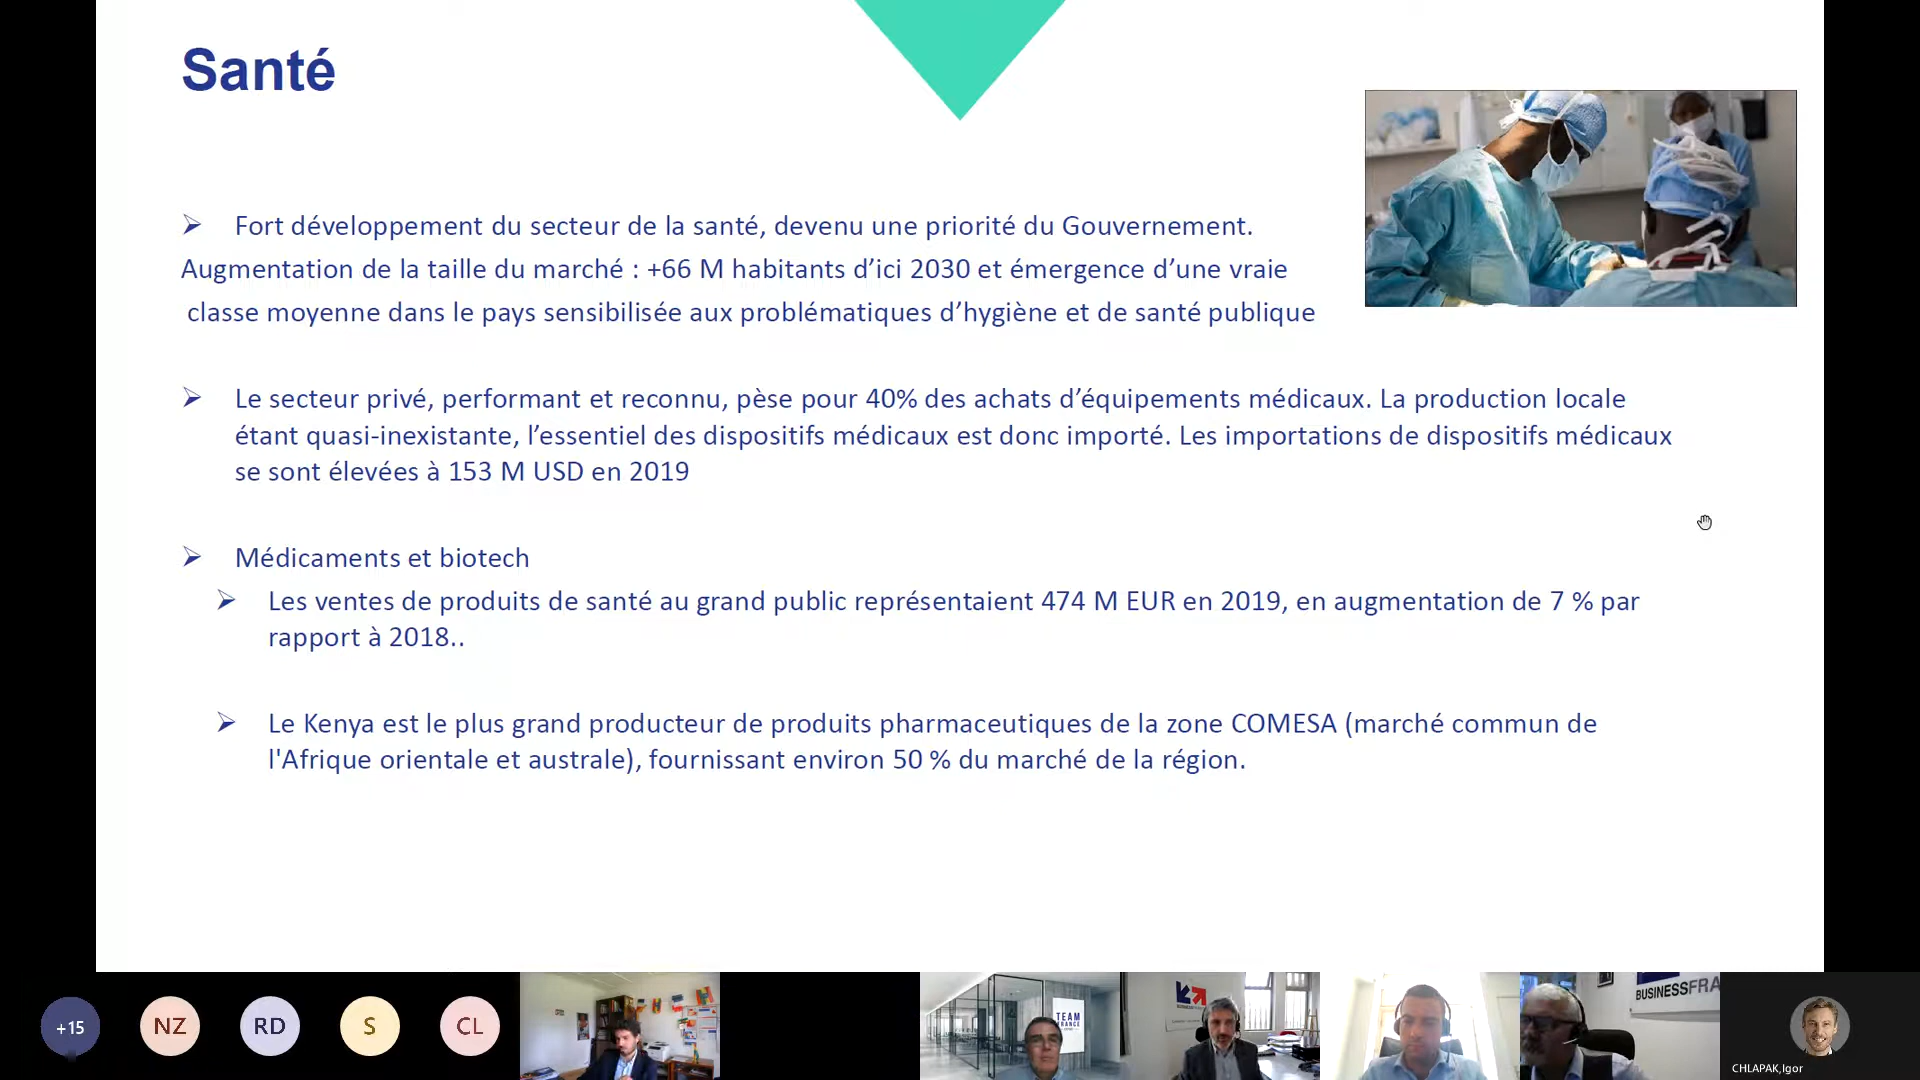 Santé
Fort développement du secteur de la santé, devenu une priorité du Gouvernement.
Augmentation de la taille du marché : +66 M habitants d’ici 2030 et émergence d’une vraie
classe moyenne dans le pays sensibilisée aux problématiques d’hygiène et de santé publique
Le secteur privé, performant et reconnu, pèse pour 40% des achats d’équipements médicaux. La production locale
étant quasi-inexistante, l’essentiel des dispositifs médicaux est donc importé. Les importations de dispositifs médicaux
se sont élevées à 153 M USD en 2019
Médicaments et biotech
Les ventes de produits de santé au grand public représentaient 474 M EUR en 2019, en augmentation de 7 % par
rapport à 2018..
Le Kenya est le plus grand producteur de produits pharmaceutiques de la zone COMESA (marché commun de
l'Afrique orientale et australe), fournissant environ 50 % du marché de la région.
+15
NZ
RD
S
CL
TEAM
FRANCE
BUSINESSFRA
CHLAPAK,Igor